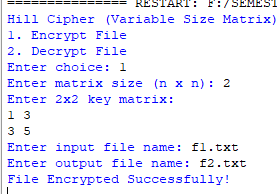 =============== RESTART: F:/SEMEST
Hill Cipher (Variable Size Matrix)
1. Encrypt File
2. Decrypt File
Enter choice: 1
Enter matrix size (n x n): 2
Enter 2x2 key matrix:
1 3
3 5
Enter input file name: f1.txt
Enter output file name: f2.txt
File Encrypted Successfully!